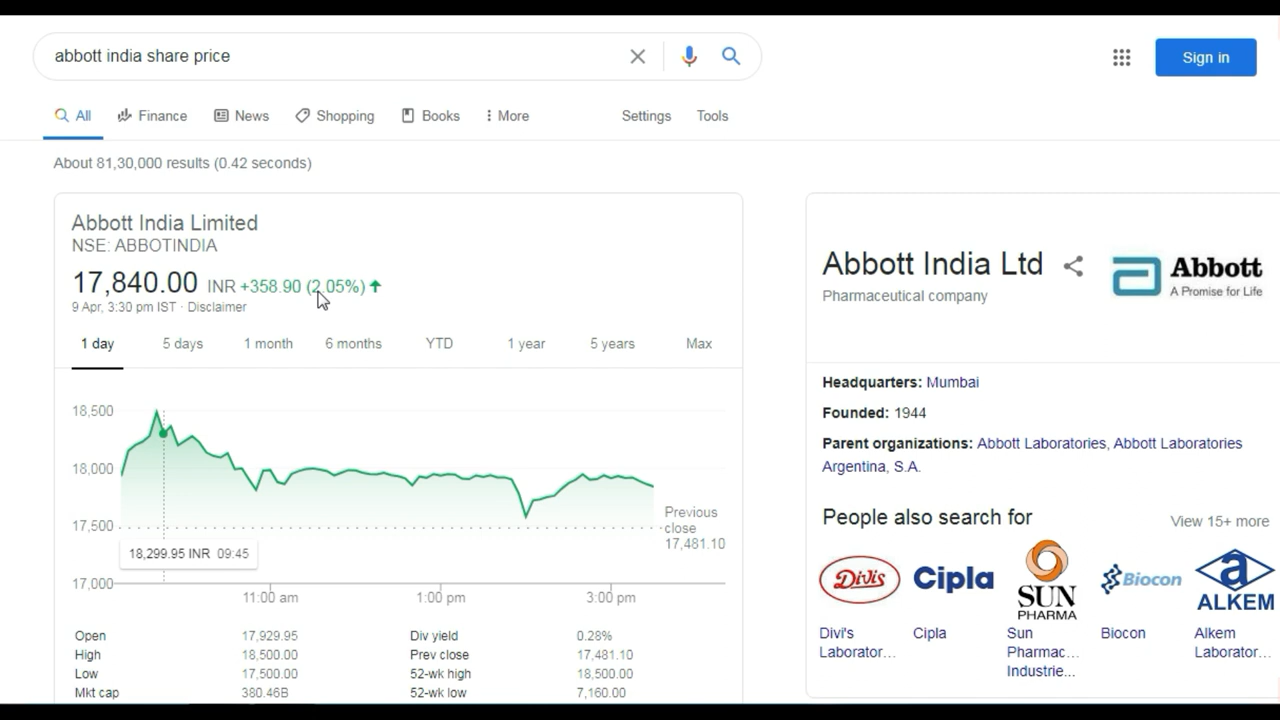 abbott india share price
Sign in
All Finance News Shopping Books More Settings Tools
About 81,30,000 results (0.42 seconds)
Abbott India Limited
NSE: ABBOTINDIA
17,840.00 INR +358.90 (2.05%)
9 Apr, 3:30 pm IST · Disclaimer
1 day 5 days 1 month 6 months YTD 1 year 5 years Max
18,500
18,000
17,500
17,000
Previous
close
17,481.10
18,299.95 INR 09:45
11:00 am 1:00 pm 3:00 pm
Open 17,929.95 Div yield 0.28%
High 18,500.00 Prev close 17,481.10
Low 17,500.00 52-wk high 18,500.00
Mkt cap 380.46B 52-wk low 7,160.00
Abbott India Ltd
Pharmaceutical company
Abbott
A Promise for Life
Headquarters: Mumbai
Founded: 1944
Parent organizations: Abbott Laboratories, Abbott Laboratories
Argentina, S.A.
People also search for View 15+ more
Divis Cipla SUN PHARMA Biocon a ALKEM
Divi's
Laborator...
Cipla
Sun
Pharmac...
Industrie...
Biocon
Alkem
Laborator...